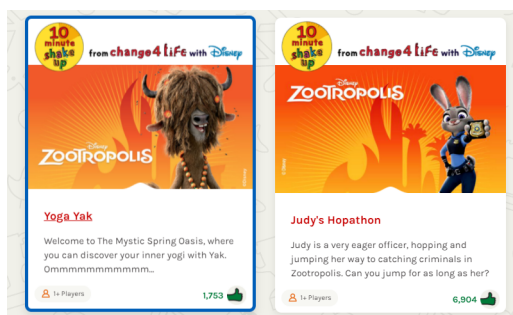 10
minute
shake
up
from change4Life with Disney
Disney
ZOOTROPOLIS
Yoga Yak
Welcome to The Mystic Spring Oasis, where
you can discover your inner yogi with Yak.
Ommmmmmmmmmm...
1+ Players
1,753
10
minute
shake
up
from change4Life with Disney
Disney
ZOOTROPOLIS
Judy's Hopathon
Judy is a very eager officer, hopping and
jumping her way to catching criminals in
Zootropolis. Can you jump for as long as her?
1+ Players
6,904